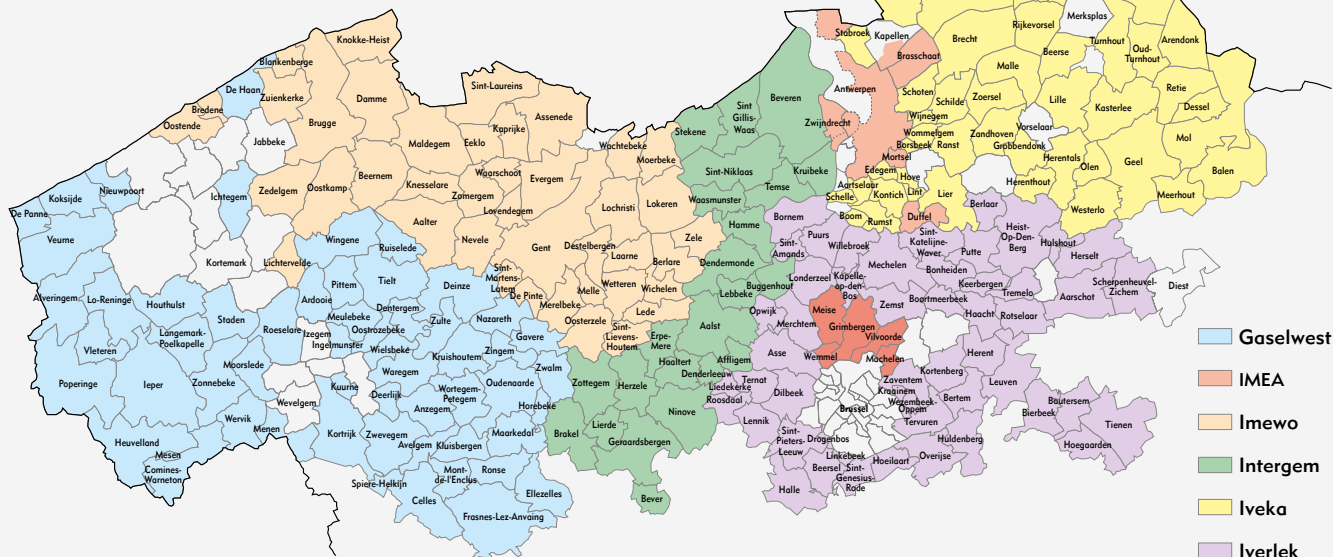 Knokke-Heist
Blankenberge
De Haan
Zuienkerke
Damme
Bredene
Oostende
Brugge
Jabbeke
Sint-Laureins
Assenede
Kaprijke
Eeklo
Maldegem
Wachtebeke
Moerbeke
Stekene
Sint
Gillis-
Waas
Beveren
Stabroek
Kapellen
Brasschaat
Antwerpen
Zwijndrecht
Brecht
Rijkevorsel
Merksplas
Turnhout
Oud-
Turnhout
Arendonk
Beerse
Malle
Schoten
Schilde
Zoersel
Lille
Kasterlee
Retie
Dessel
Wijnegem
Wommelgem
Borsbeek
Ranst
Zandhoven
Vorselaar
Grobbendonk
Herentals
Olen
Geel
Mol
Balen
Mortsel
Edegem
Hove
Aartselaar
Kontich
Lint
Lier
Herenthout
Meerhout
Westerlo
Schelle
Boom
Rumst
Duffel
Berlaar
Nieuwpoort
Koksijde
De Panne
Veurne
Ichtegem
Zedelgem
Oostkamp
Beernem
Knesselare
Zomergem
Waarschoot
Evergem
Lovendegem
Aalter
Nevele
Lochristi
Lokeren
Sint-Niklaas
Temse
Kruibeke
Waasmunster
Hamme
Zele
Gent
Destelbergen
Laarne
Berlare
Dendermonde
Kortemark
Lichtervelde
Wingene
Ruiselede
Tielt
Pittem
Ardooie
Deinze
Sint-
Martens-
Latem
De Pinte
Merelbeke
Melle
Wetteren
Wichelen
Lebbeke
Buggenhout
Bornem
Sint-
Amands
Puurs
Willebroek
Sint-
Katelijne-
Waver
Putte
Heist-
Op-Den-
Berg
Hulshout
Herselt
Mechelen
Bonheiden
Keerbergen
Tremelo
Aarschot
Scherpenheuvel-
Zichem
Diest
Londerzeel
Kapelle-
op-den-
Bos
Zemst
Boortmeerbeek
Haacht
Rotselaar
Alveringem
Lo-Reninge
Houthulst
Staden
Roeselare
Izegem
Ingelmunster
Meulebeke
Dentergem
Oostrozebeke
Wielsbeke
Zulte
Nazareth
Gavere
Oosterzele
Lede
Sint-
Lievens-
Houtem
Erpe-
Mere
Aalst
Opwijk
Merchtem
Meise
Grimbergen
Vilvoorde
Machelen
Wemmel
Asse
Affligem
Langemark-
Poelkapelle
Vleteren
Moorslede
Zonnebeke
Poperinge
Ieper
Wervik
Menen
Wevelgem
Kuurne
Deerlijk
Waregem
Kruishoutem
Zingem
Zwalm
Wortegem-
Petegem
Oudenaarde
Anzegem
Horebeke
Zottegem
Herzele
Haaltert
Denderleeuw
Liedekerke
Roosdaal
Ternat
Dilbeek
Lennik
Ninove
Lierde
Geraardsbergen
Brakel
Bever
Heuvelland
Mesen
Comines-
Warneton
Kortrijk
Zwevegem
Avelgem
Kluisbergen
Maarkedal
Mont-
de-l'Enclus
Ronse
Spiere-Helkijn
Celles
Ellezelles
Frasnes-Lez-Anvaing
Brussel
Zaventem
Kraainem
Wezembeek-
Oppem
Tervuren
Kortenberg
Herent
Leuven
Bertem
Bierbeek
Boutersem
Tienen
Hoegaarden
Huldenberg
Overijse
Hoeilaart
Sint-
Pieters-
Leeuw
Drogenbos
Linkebeek
Beersel
Sint-
Genesius-
Rode
Halle
Gaselwest
IMEA
Imewo
Intergem
Iveka
Iverlek